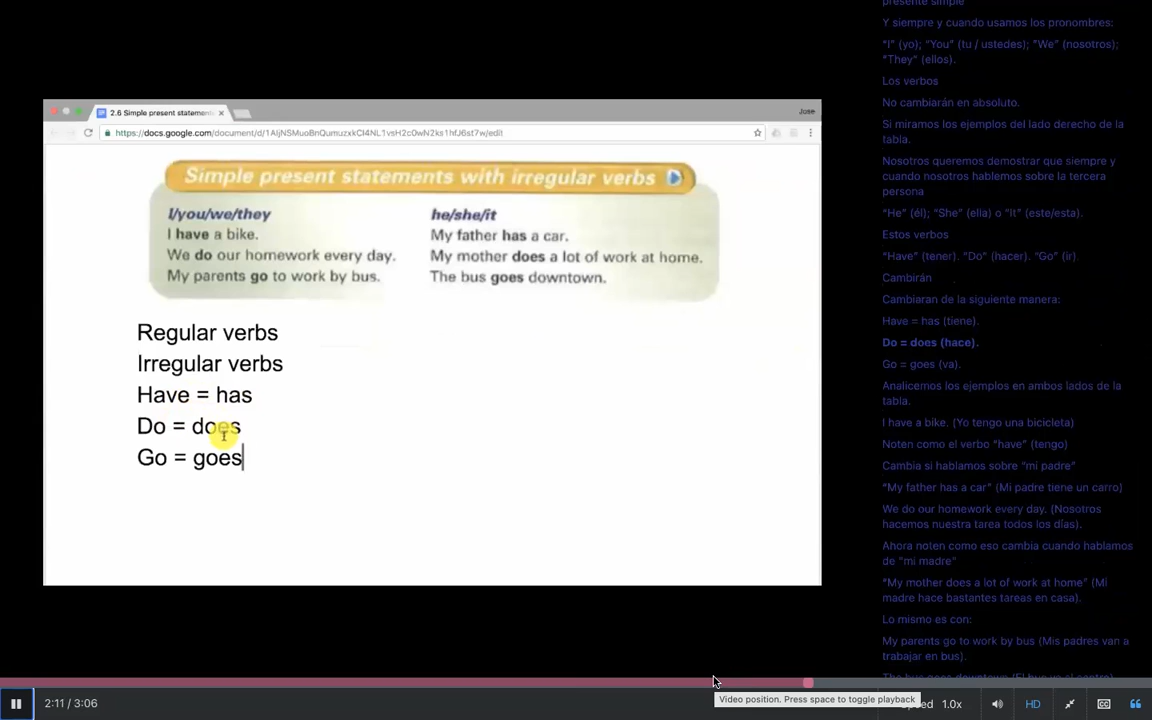 2.6 Simple present statements
Jose
https://docs.google.com/document/d/1AljNSMuoBnQumuzxkCl4NL1vsH2c0wN2ks1hfJ6st7w/edit
Simple present statements with irregular verbs
I/you/we/they
I have a bike.
We do our homework every day.
My parents go to work by bus.
he/she/it
My father has a car.
My mother does a lot of work at home.
The bus goes downtown.
Regular verbs
Irregular verbs
Have = has
Do = does
Go = goes
presente simple
Y siempre y cuando usamos los pronombres:
"I" (yo); "You" (tu / ustedes); "We" (nosotros);
"They" (ellos).
Los verbos
No cambiarán en absoluto.
Si miramos los ejemplos del lado derecho de la
tabla.
Nosotros queremos demostrar que siempre y
cuando nosotros hablemos sobre la tercera
persona
"He" (él); "She" (ella) o "It" (este/esta).
Estos verbos
"Have" (tener). "Do" (hacer). "Go" (ir)
Cambirán
Cambiaran de la siguiente manera:
Have = has (tiene).
Do = does (hace).
Go = goes (va).
Analicemos los ejemplos en ambos lados de la
tabla.
I have a bike. (Yo tengo una bicicleta)
Noten como el verbo "have" (tengo)
Cambia si hablamos sobre "mi padre"
"My father has a car" (Mi padre tiene un carro)
We do our homework every day. (Nosotros
hacemos nuestra tarea todos los días).
Ahora noten como eso cambia cuando hablamos
de "mi madre"
"My mother does a lot of work at home" (Mi
madre hace bastantes tareas en casa).
Lo mismo es con:
My parents go to work by bus (Mis padres van a
trabajar en bus).
2:11 / 3:06
Video position. Press space to toggle playback
1.0x
HD
CC